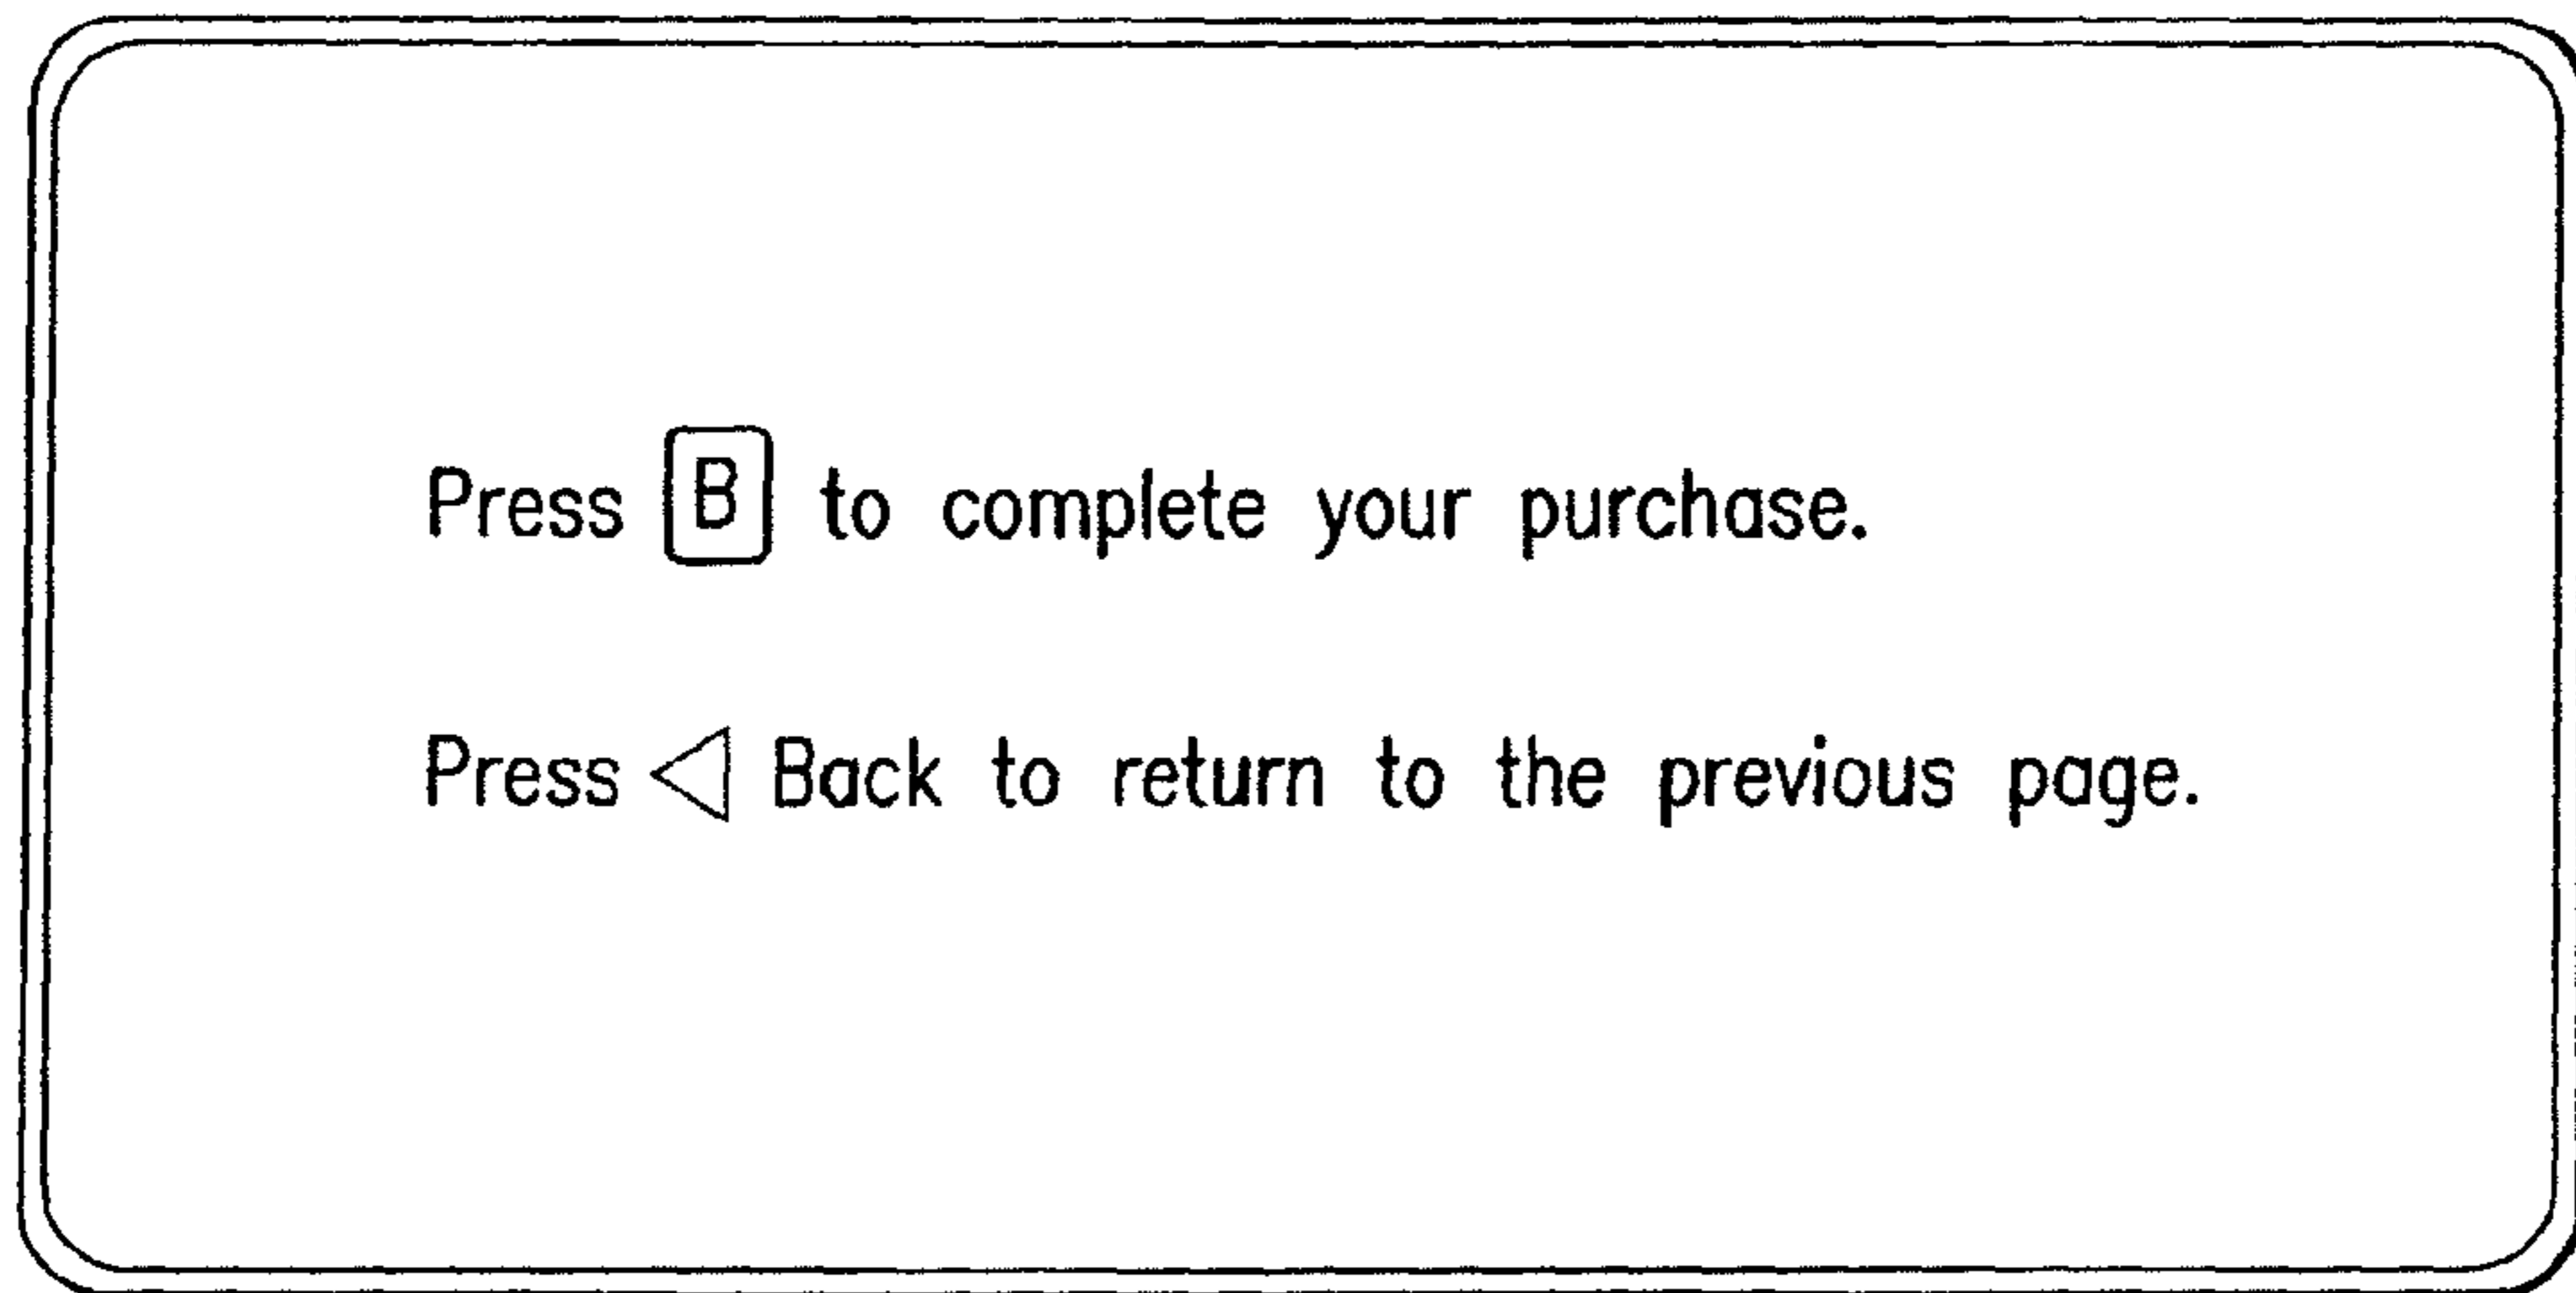 Press B to complete your purchase.
Press ◁ Back to return to the previous page.